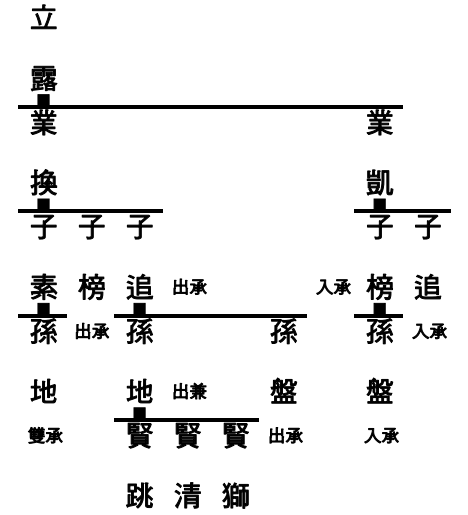 立
露
業 業
換 凱
子 子 子 子 子
素 榜 追 出承 入承 榜 追
孫 出承 孫 孫 孫 入承
地 地 出兼 盤 盤
雙承 賢 賢 賢 出承 入承
跳 清 獅